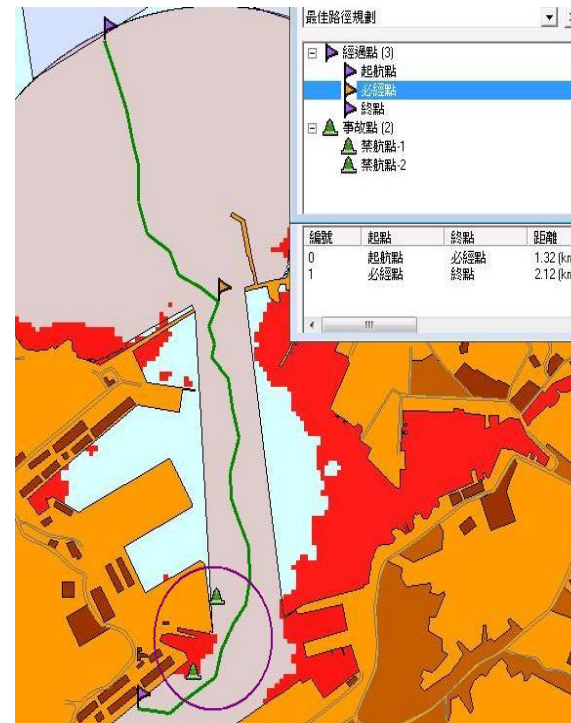 最佳路徑規劃
經過點 (3)
起航點
必經點
終點
事故點 (2)
禁航點-1
禁航點-2
編號 起點 終點 距離
0 起航點 必經點 1.32 (km
1 必經點 終點 2.12 (km